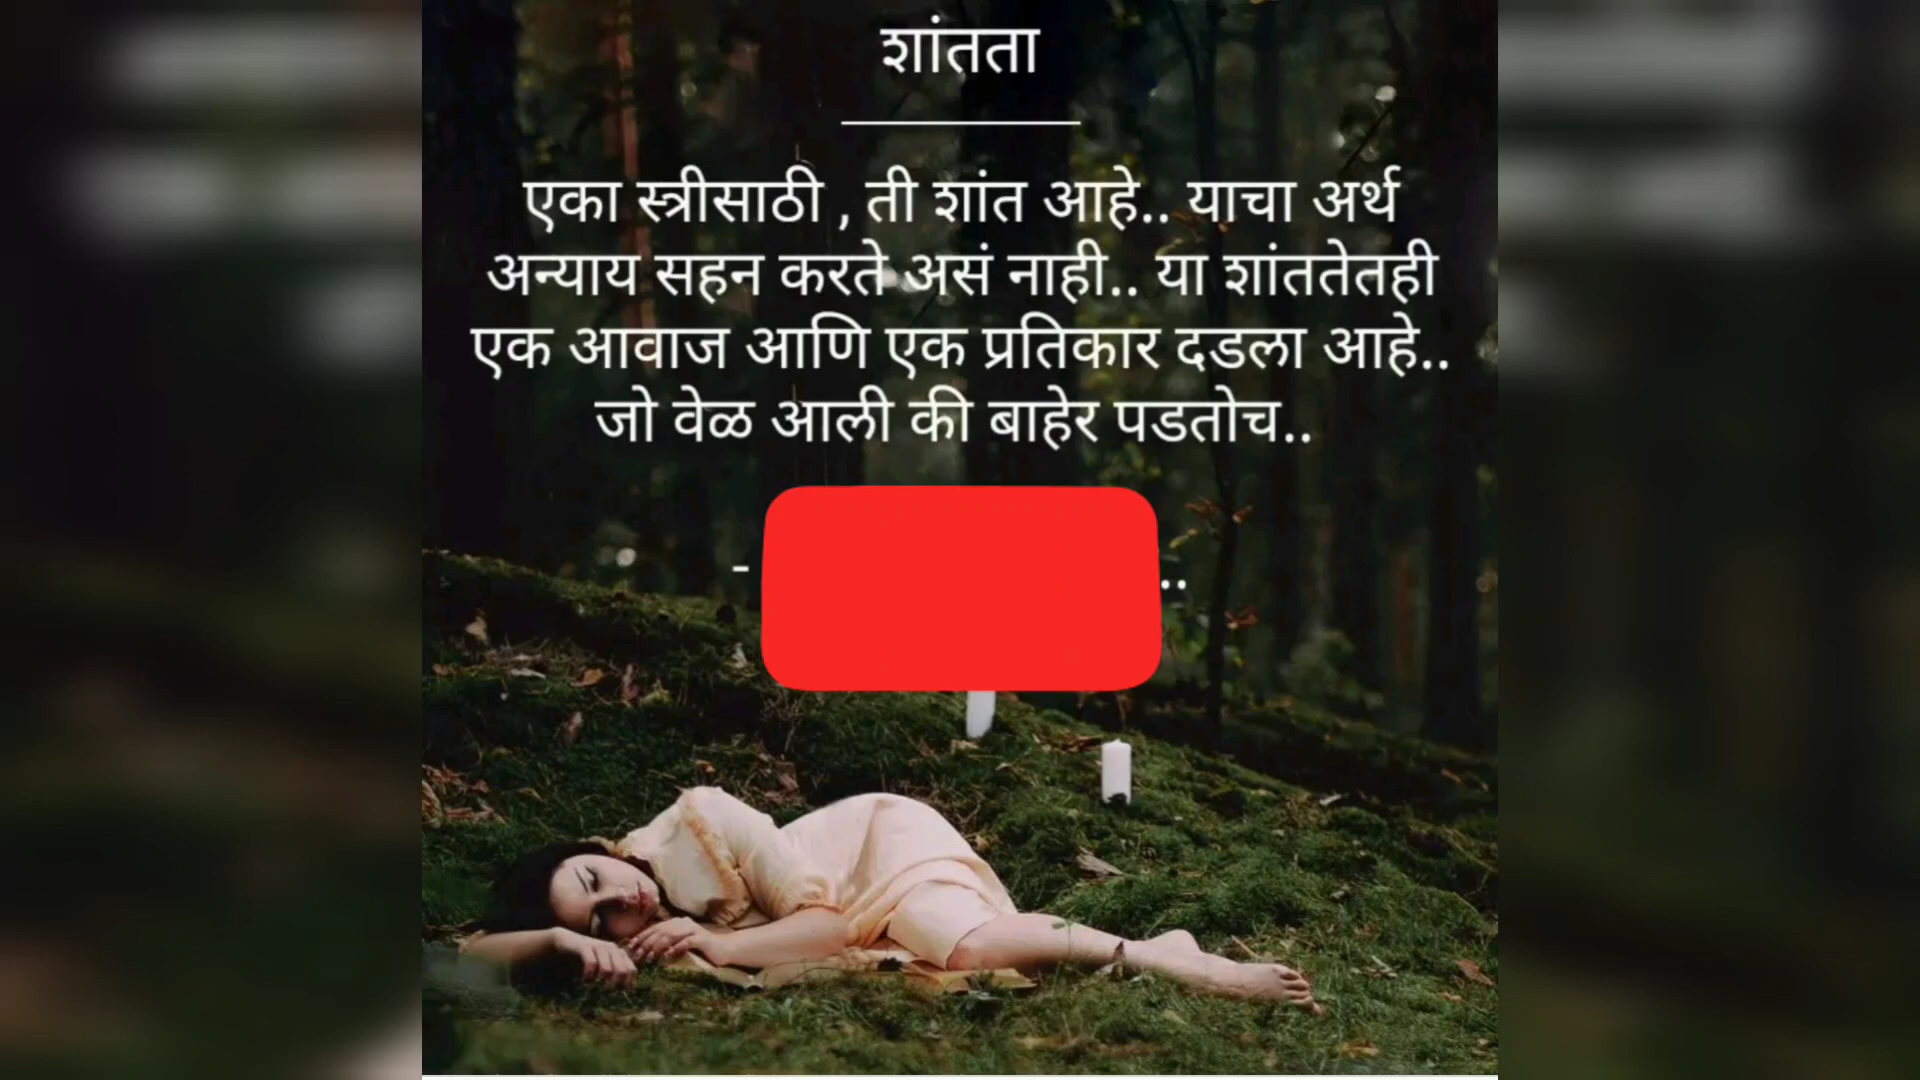 शांतता
एका स्त्रीसाठी , ती शांत आहे.. याचा अर्थ
अन्याय सहन करते असं नाही.. या शांततेतही
एक आवाज आणि एक प्रतिकार दडला आहे..
जो वेळ आली की बाहेर पडतोच..
- ..